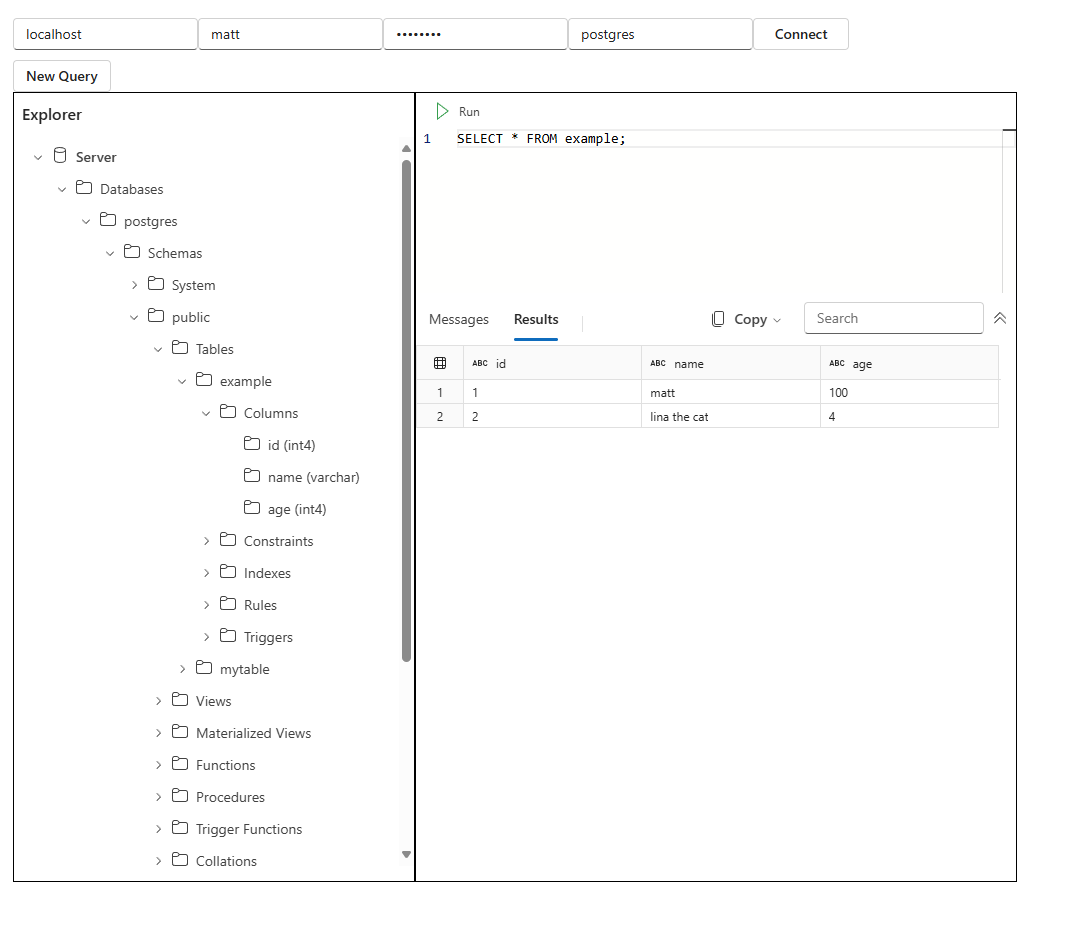 localhost matt •••••••• postgres Connect
New Query
Explorer
Server
Databases
postgres
Schemas
System
public
Tables
example
Columns
id (int4)
name (varchar)
age (int4)
Constraints
Indexes
Rules
Triggers
mytable
Views
Materialized Views
Functions
Procedures
Trigger Functions
Collations
Run
1 SELECT * FROM example;
Messages Results Copy Search
ABC id ABC name ABC age
1 1 matt 100
2 2 lina the cat 4